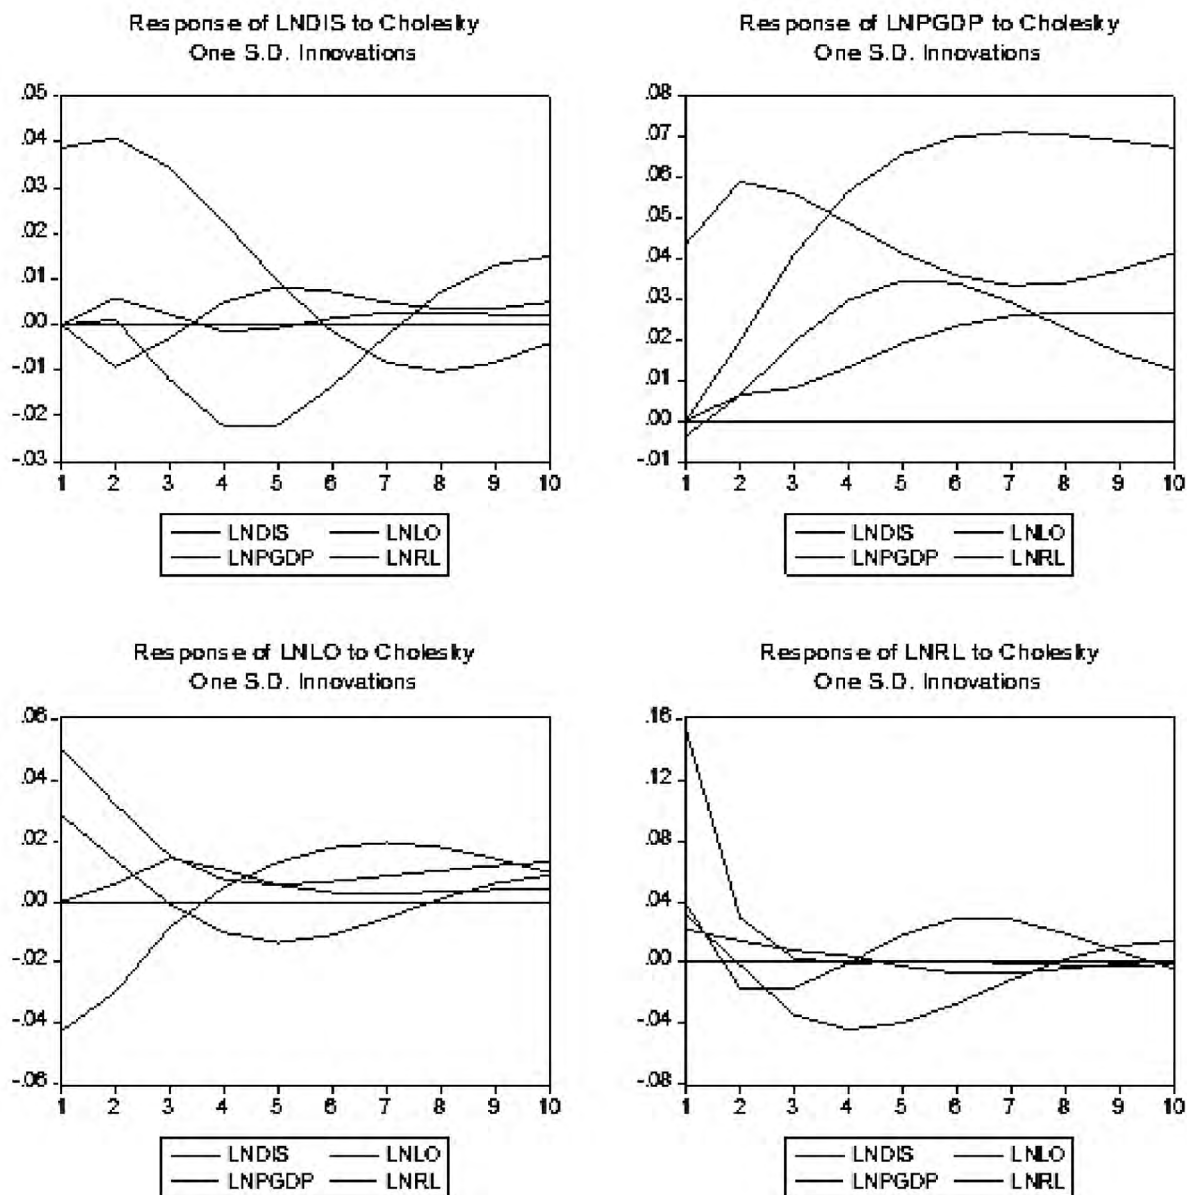 Response of LNDIS to Cholesky
One S.D. Innovations
.05
.04
.03
.02
.01
.00
-.01
-.02
-.03
1 2 3 4 5 6 7 8 9 10
LNDIS LNLO
LNPGDP LNRL
Response of LNPGDP to Cholesky
One S.D. Innovations
.08
.07
.06
.05
.04
.03
.02
.01
.00
-.01
1 2 3 4 5 6 7 8 9 10
LNDIS LNLO
LNPGDP LNRL
Response of LNLO to Cholesky
One S.D. Innovations
.06
.04
.02
.00
-.02
-.04
-.06
1 2 3 4 5 6 7 8 9 10
LNDIS LNLO
LNPGDP LNRL
Response of LNRL to Cholesky
One S.D. Innovations
.16
.12
.08
.04
.00
-.04
-.08
1 2 3 4 5 6 7 8 9 10
LNDIS LNLO
LNPGDP LNRL